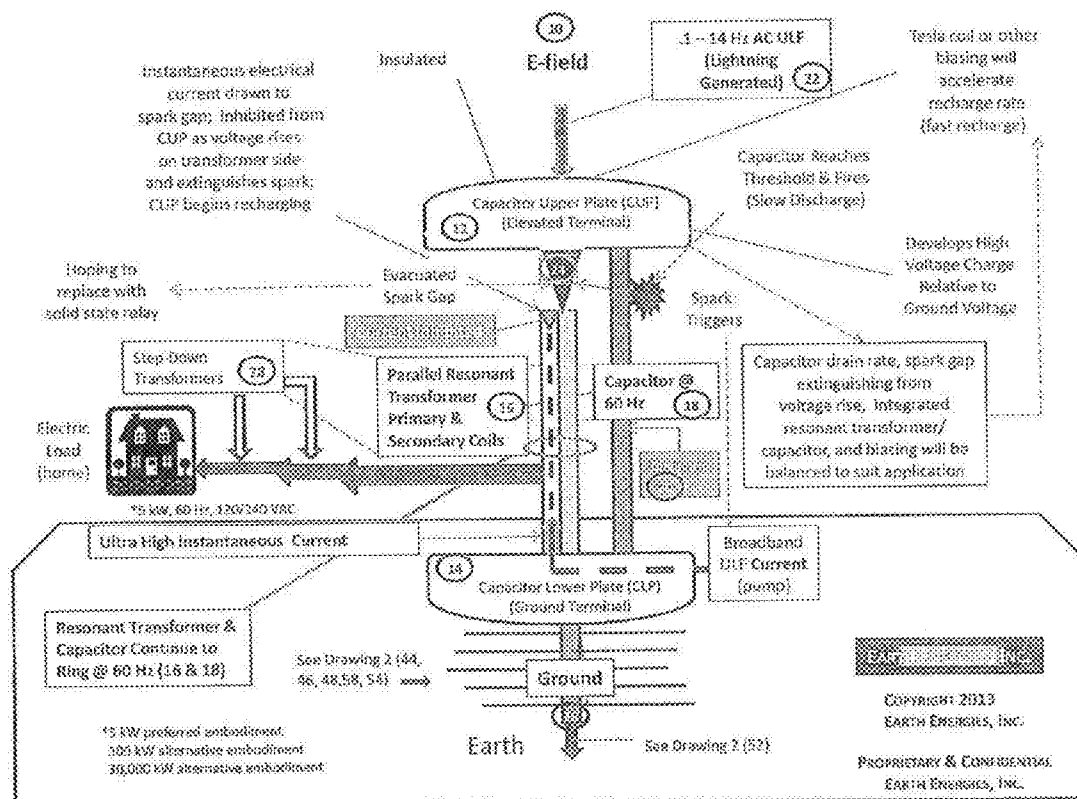 10
E-field
.1 – 14 Hz AC ULF
(Lightning
Generated)
22
Tesla coil or other
biasing will
accelerate
recharge rate
(fast recharge)
Insulated
Instantaneous electrical
current drawn to
spark gap; Inhibited from
CUP as voltage rises
on transformer side
and extinguishes spark;
CUP begins recharging
Capacitor Reaches
Threshold & Fires
(Slow Discharge)
Capacitor Upper Plate (CUP)
(Elevated Terminal)
12
Develops High
Voltage Charge
Relative to
Ground Voltage
Hoping to
replace with
solid state relay
Evacuated
Spark Gap
Spark
Triggers
Step Down
Transformers
28
Parallel Resonant
Transformer
Primary &
Secondary Coils
16
Capacitor @
60 Hz
18
Capacitor drain rate, spark gap
extinguishing from
voltage rise, integrated
resonant transformer/
capacitor, and biasing will be
balanced to suit application
Electric
Load
(home)
*5 kW, 60 Hz, 120/240 VAC
Ultra High Instantaneous Current
Broadband
ULF Current
(pump)
14
Capacitor Lower Plate (CLP)
(Ground Terminal)
Resonant Transformer &
Capacitor Continue to
Ring @ 60 Hz (16 & 18)
See Drawing 2 (44,
46, 48,58, 54)
Ground
Earth
See Drawing 2 (52)
*5 kW preferred embodiment
100 kW alternative embodiment
30,000 kW alternative embodiment
COPYRIGHT 2013
EARTH ENERGIES, INC.
PROPRIETARY & CONFIDENTIAL
EARTH ENERGIES, INC.